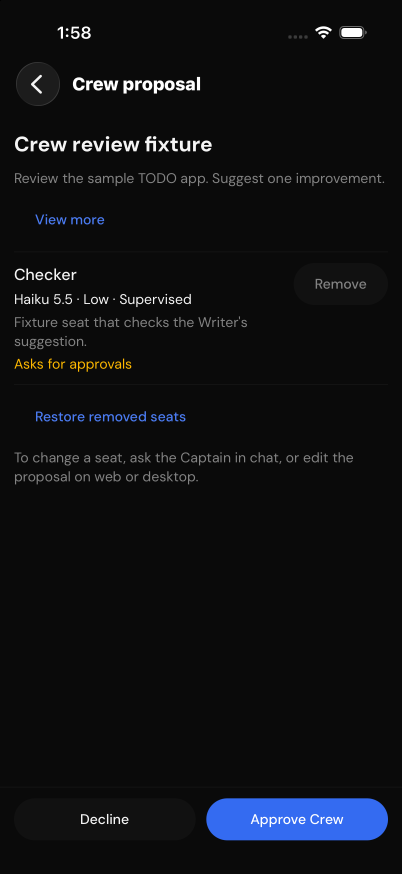 1:58
Crew proposal
Crew review fixture
Review the sample TODO app. Suggest one improvement.
View more
Checker
Remove
Haiku 5.5 · Low · Supervised
Fixture seat that checks the Writer's
suggestion.
Asks for approvals
Restore removed seats
To change a seat, ask the Captain in chat, or edit the
proposal on web or desktop.
Decline
Approve Crew